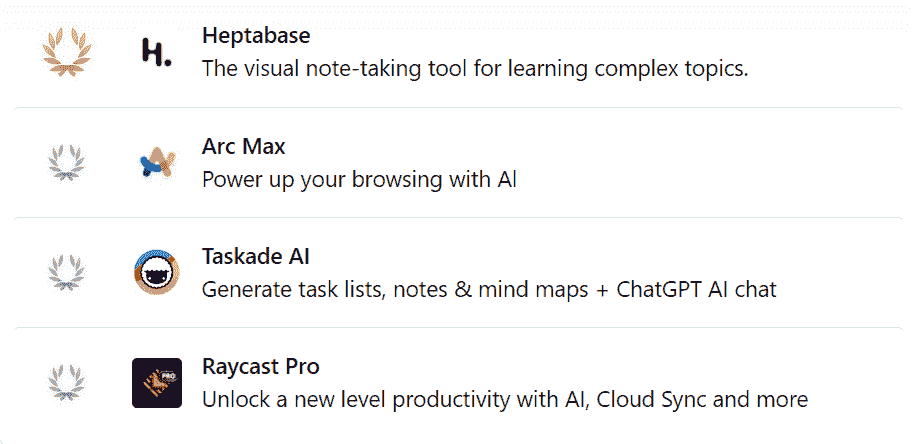 Heptabase
H.
The visual note-taking tool for learning complex topics.
Arc Max
Power up your browsing with AI
Taskade AI
Generate task lists, notes & mind maps + ChatGPT AI chat
Raycast Pro
PRO
Unlock a new level productivity with AI, Cloud Sync and more